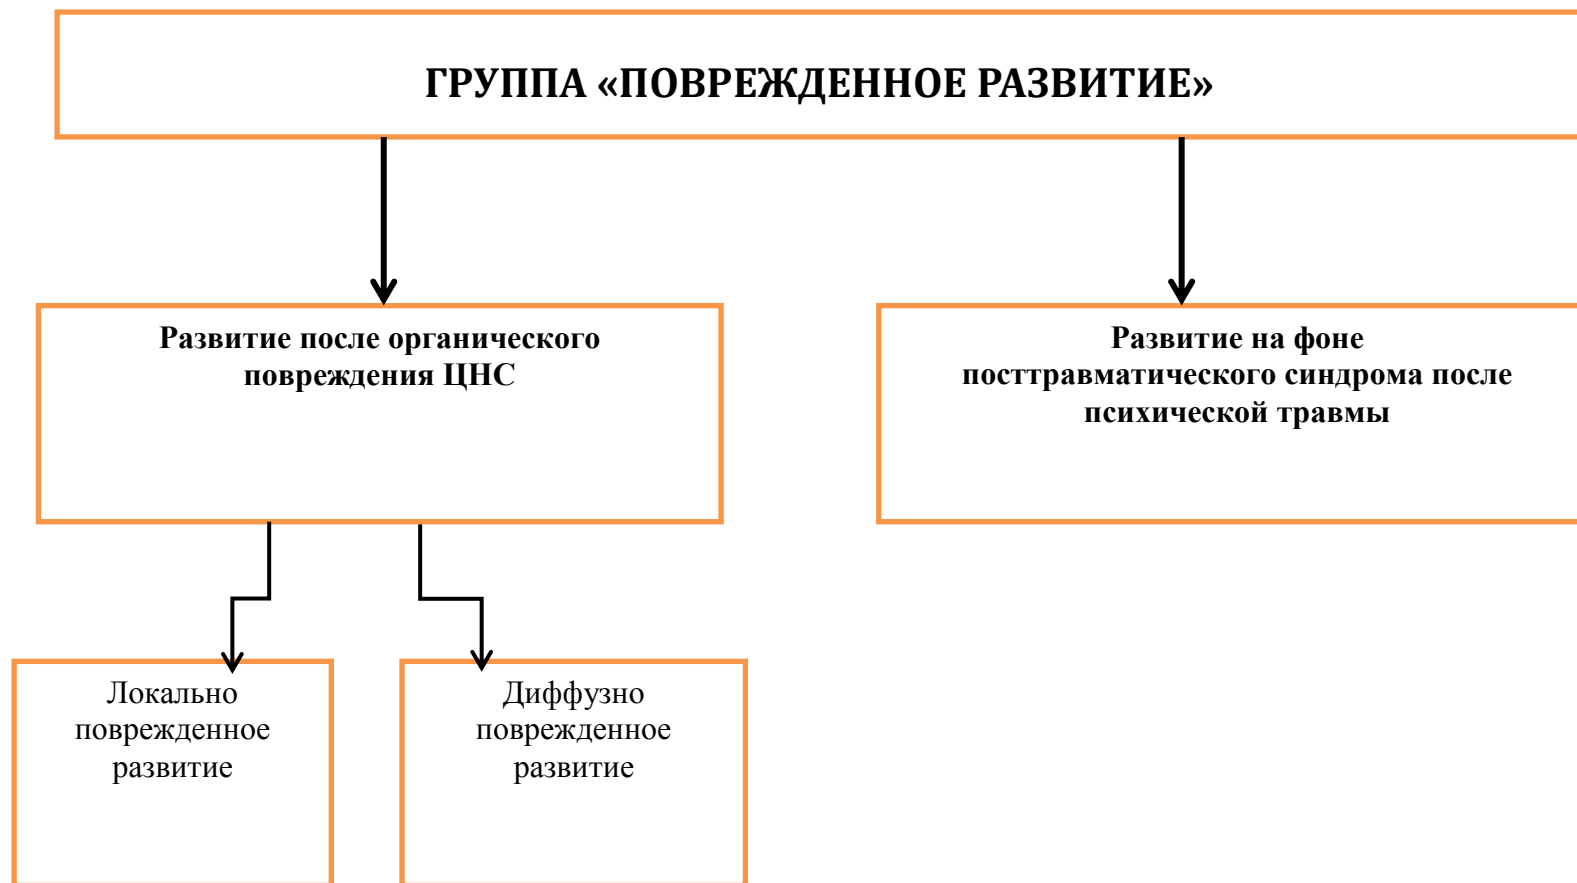 ГРУППА «ПОВРЕЖДЕННОЕ РАЗВИТИЕ»
Развитие после органического
повреждения ЦНС
Развитие на фоне
посттравматического синдрома после
психической травмы
Локально
поврежденное
развитие
Диффузно
поврежденное
развитие